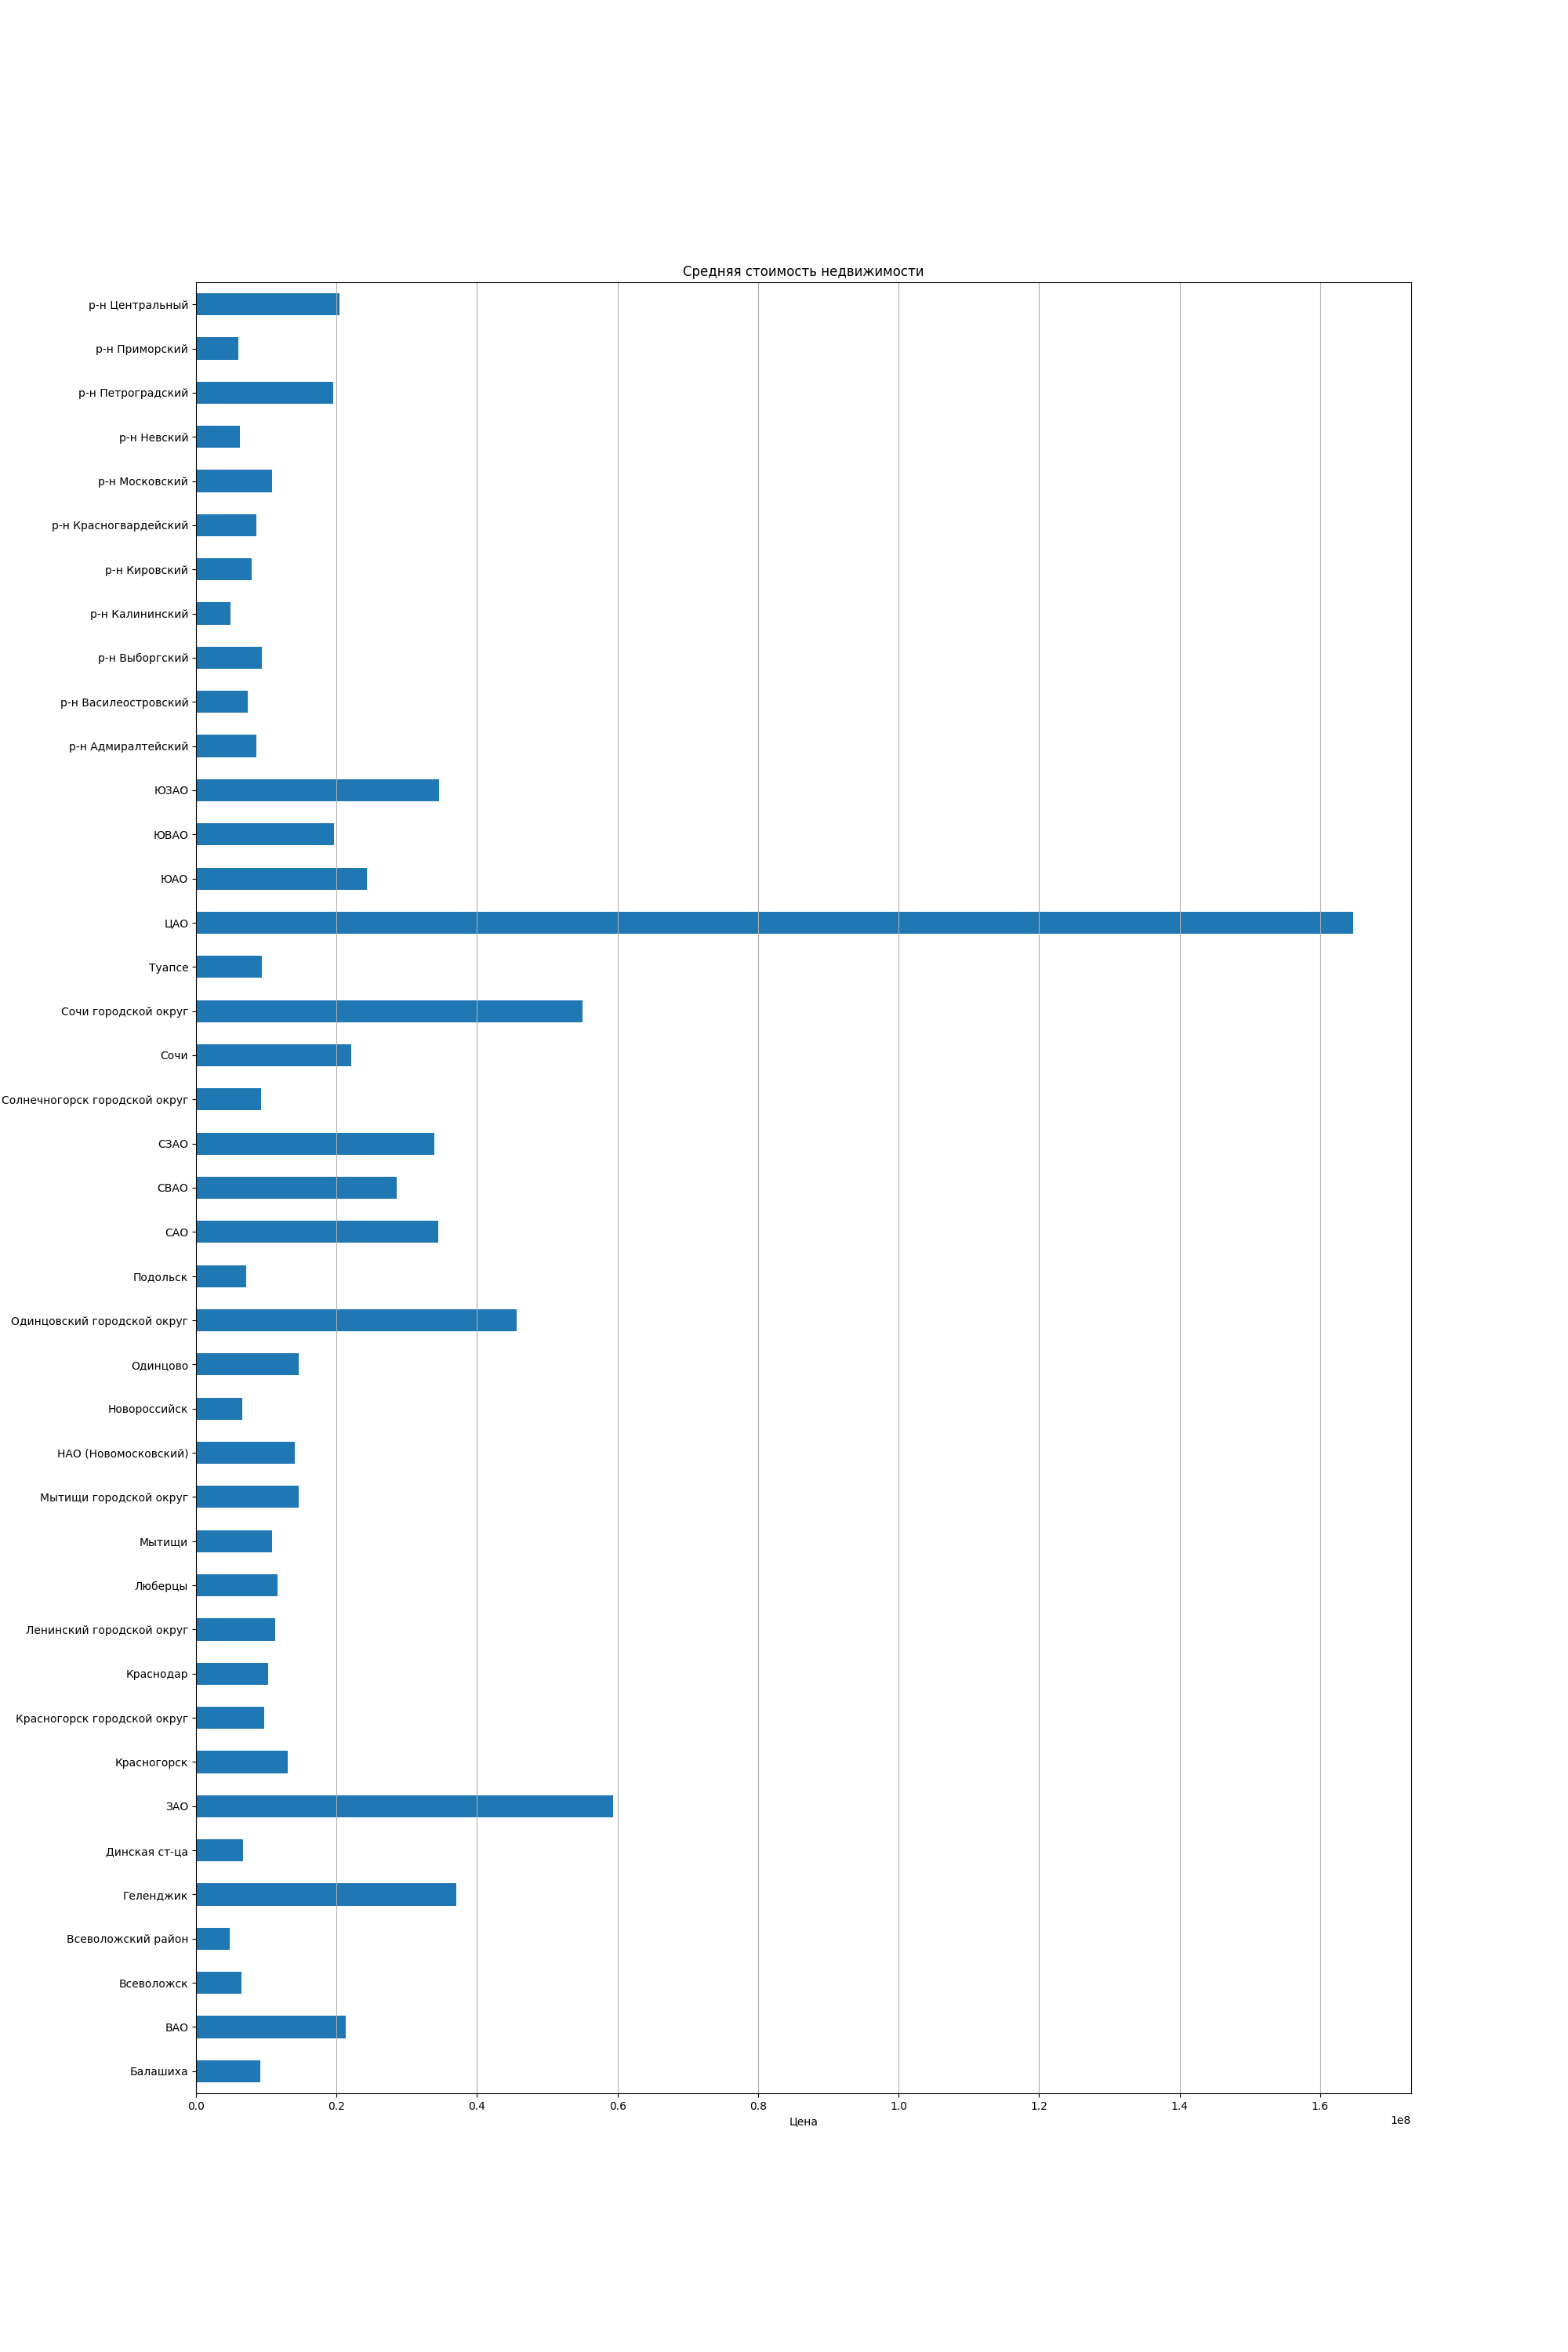 Средняя стоимость недвижимости
р-н Центральный
р-н Приморский
р-н Петроградский
р-н Невский
р-н Московский
р-н Красногвардейский
р-н Кировский
р-н Калининский
р-н Выборгский
р-н Василеостровский
р-н Адмиралтейский
ЮЗАО
ЮВАО
ЮАО
ЦАО
Туапсе
Сочи городской округ
Сочи
Солнечногорск городской округ
СЗАО
СВАО
САО
Подольск
Одинцовский городской округ
Одинцово
Новороссийск
НАО (Новомосковский)
Мытищи городской округ
Мытищи
Люберцы
Ленинский городской округ
Краснодар
Красногорск городской округ
Красногорск
ЗАО
Динская ст-ца
Геленджик
Всеволожский район
Всеволожск
ВАО
Балашиха
0.0 0.2 0.4 0.6 0.8 1.0 1.2 1.4 1.6
Цена
1e8